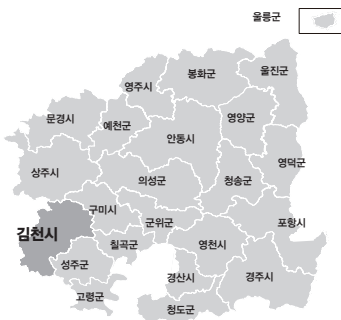 울릉군
봉화군
울진군
영주시
문경시
예천군
영양군
안동시
상주시
영덕군
의성군
청송군
구미시
군위군
포항시
김천시
칠곡군
영천시
성주군
경산시
경주시
고령군
청도군